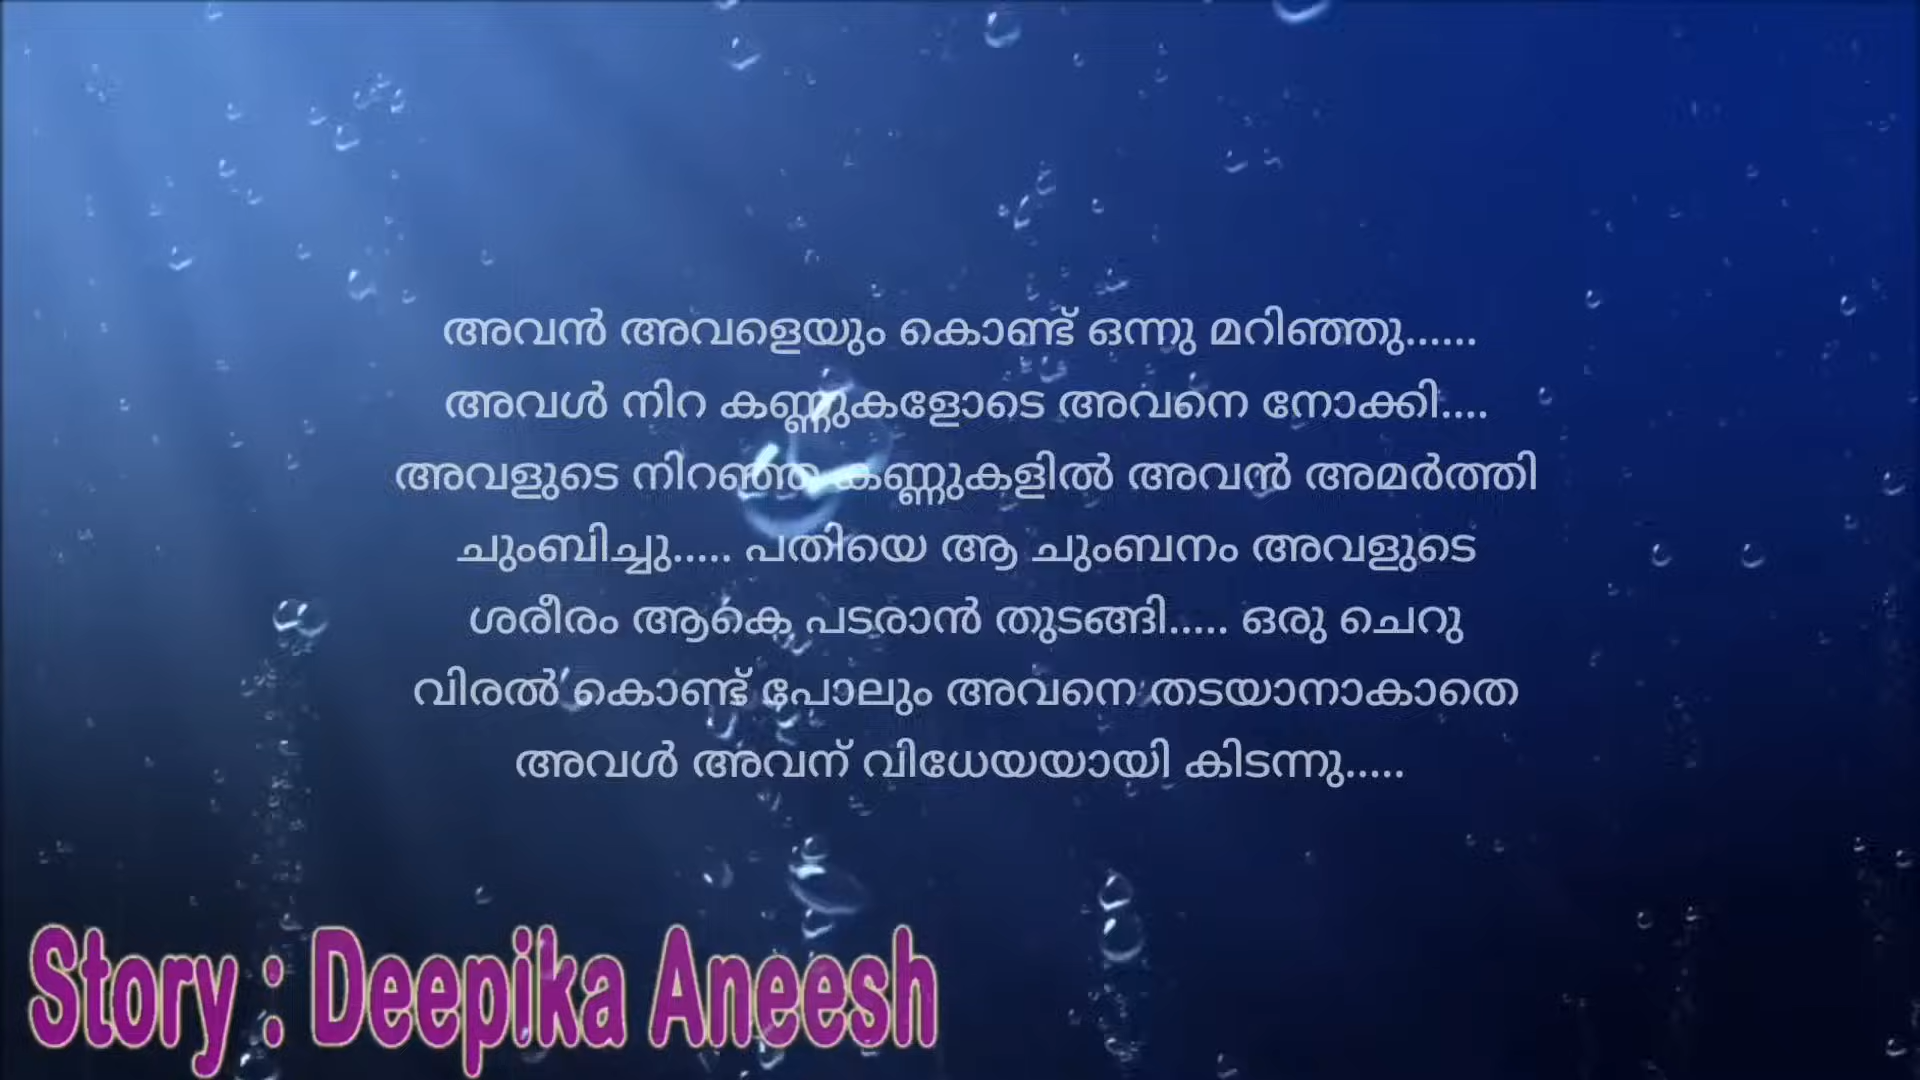 അവൻ അവളെയും കൊണ്ട് ഒന്നു മറിഞ്ഞു......
അവൾ നിറ കണ്ണുകളോടെ അവനെ നോക്കി....
അവളുടെ നിറഞ്ഞ കണ്ണുകളിൽ അവൻ അമർത്തി
ചുംബിച്ചു..... പതിയെ ആ ചുംബനം അവളുടെ
ശരീരം ആകെ പടരാൻ തുടങ്ങി..... ഒരു ചെറു
വിരൽ കൊണ്ട് പോലും അവനെ തടയാനാകാതെ
അവൾ അവന് വിധേയയായി കിടന്നു.....
Story : Deepika Aneesh